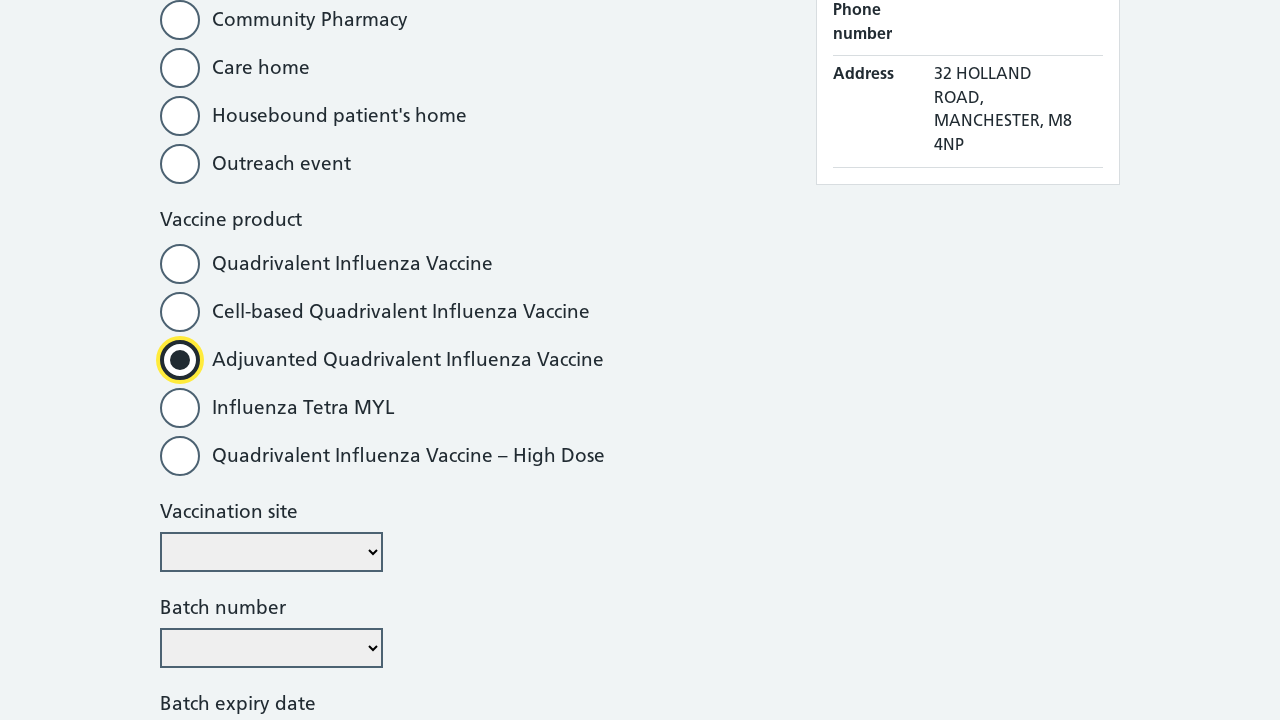 Community Pharmacy
Care home
Housebound patient's home
Outreach event
Vaccine product
Quadrivalent Influenza Vaccine
Cell-based Quadrivalent Influenza Vaccine
Adjuvanted Quadrivalent Influenza Vaccine
Influenza Tetra MYL
Quadrivalent Influenza Vaccine – High Dose
Vaccination site
Batch number
Batch expiry date
Phone
number
Address
32 HOLLAND
ROAD,
MANCHESTER, M8
4NP